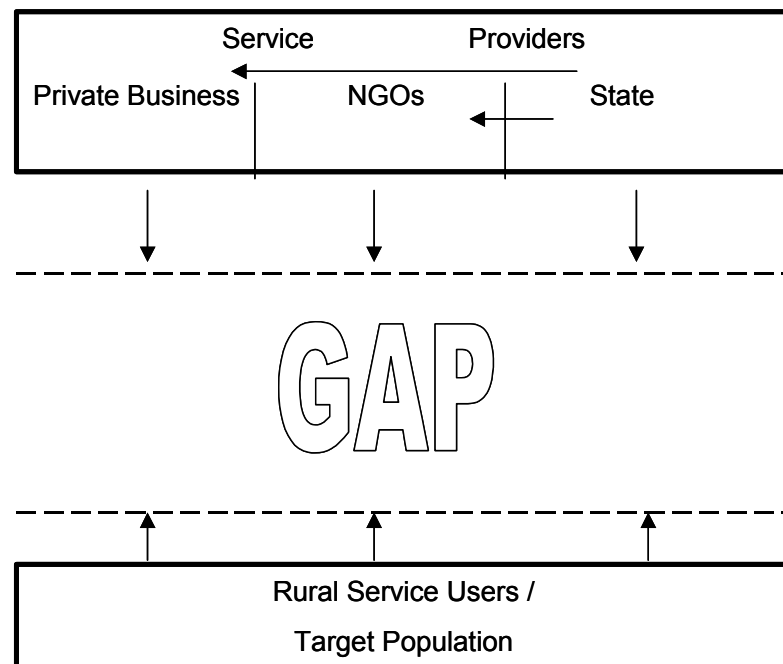 Service Providers
Private Business NGOs State
GAP
Rural Service Users /
Target Population